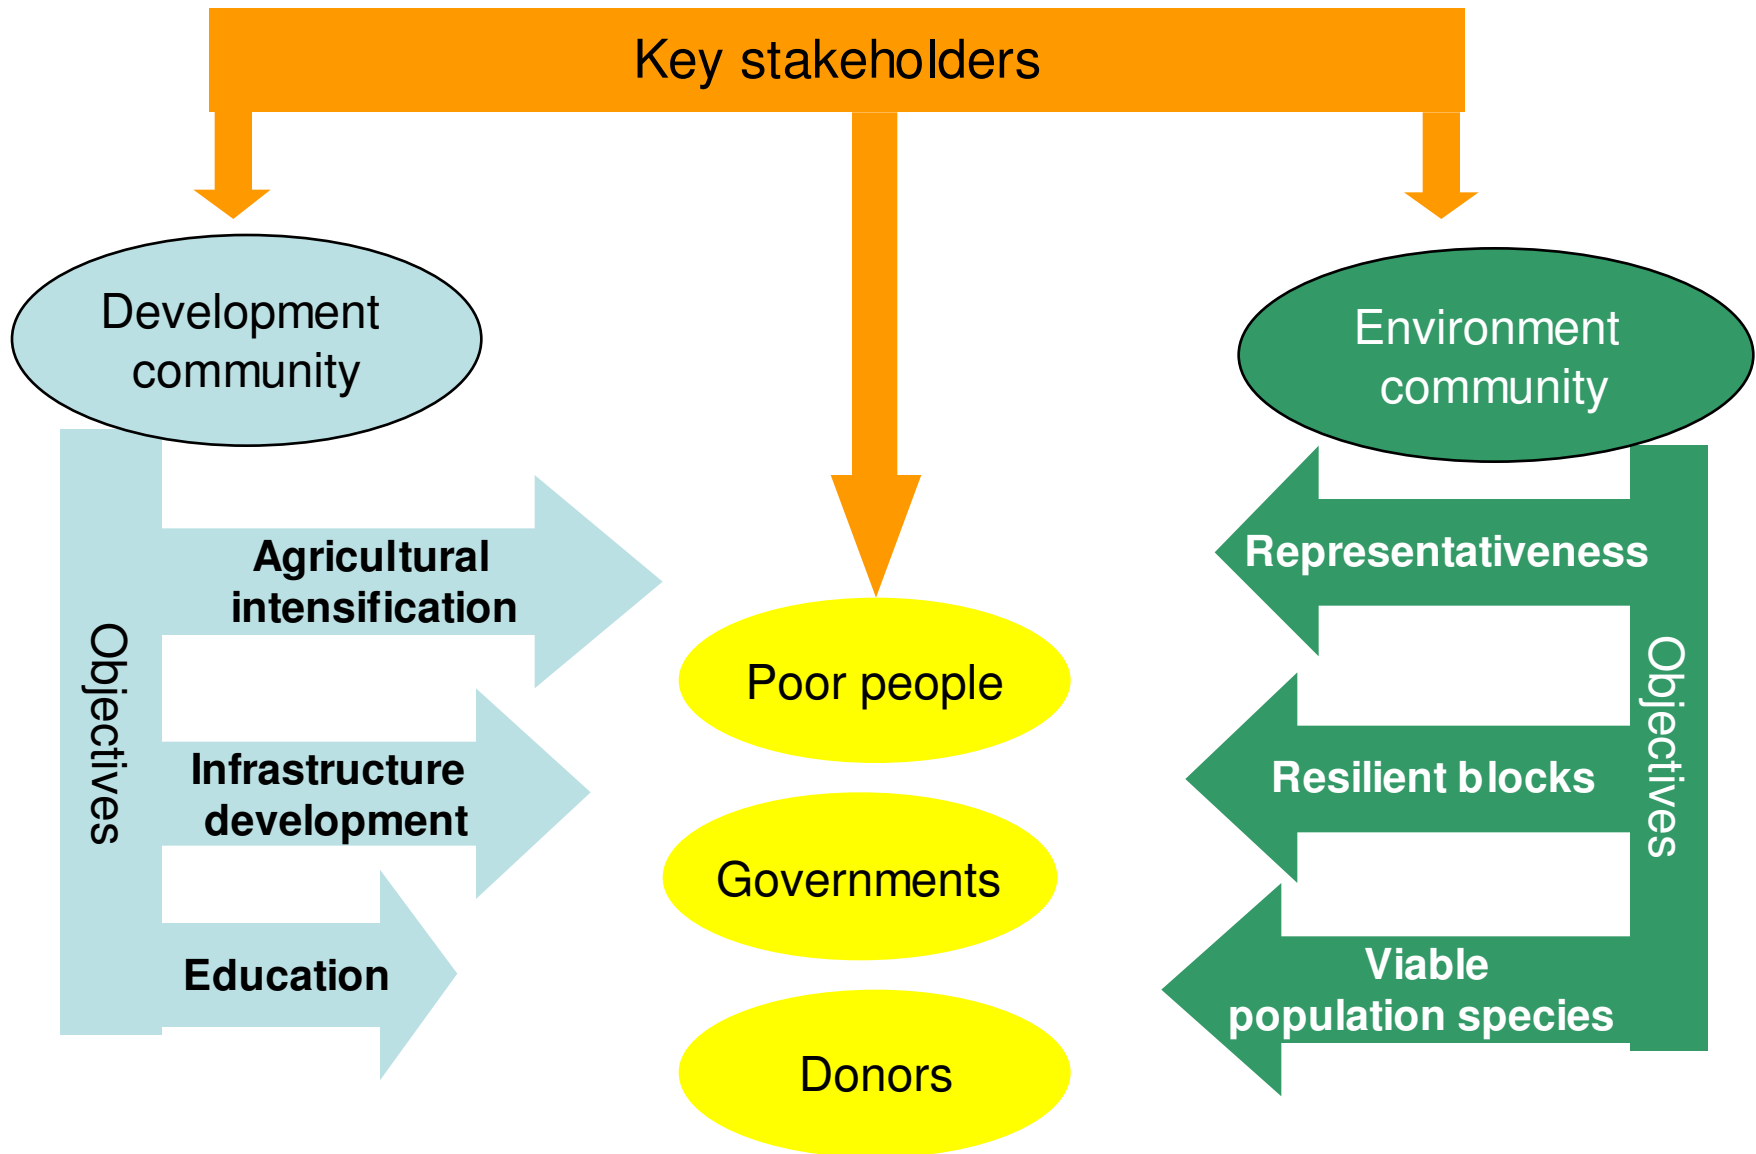 Key stakeholders
Development
community
Objectives
Agricultural
intensification
Infrastructure
development
Education
Poor people
Governments
Donors
Environment
community
Objectives
Representativeness
Resilient blocks
Viable
population species